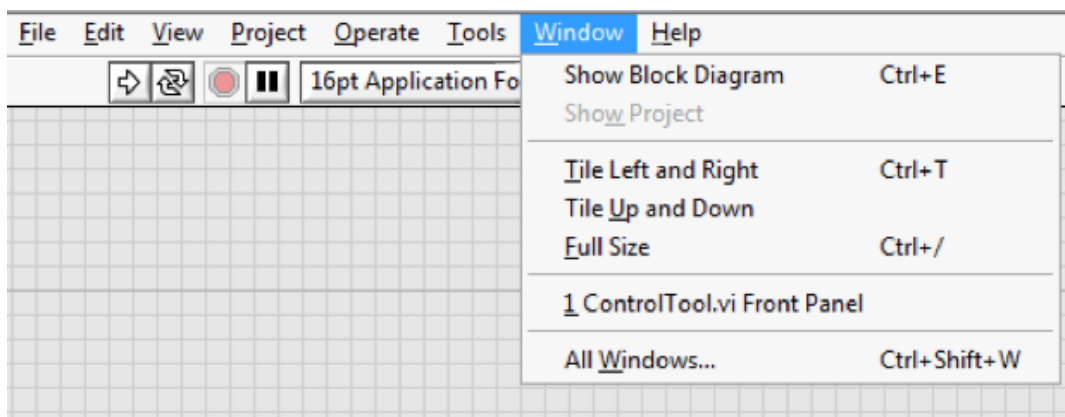 File Edit View Project Operate Tools Window Help
16pt Application Fo
Show Block Diagram Ctrl+E
Show Project
Tile Left and Right Ctrl+T
Tile Up and Down
Full Size Ctrl+/
1 ControlTool.vi Front Panel
All Windows... Ctrl+Shift+W